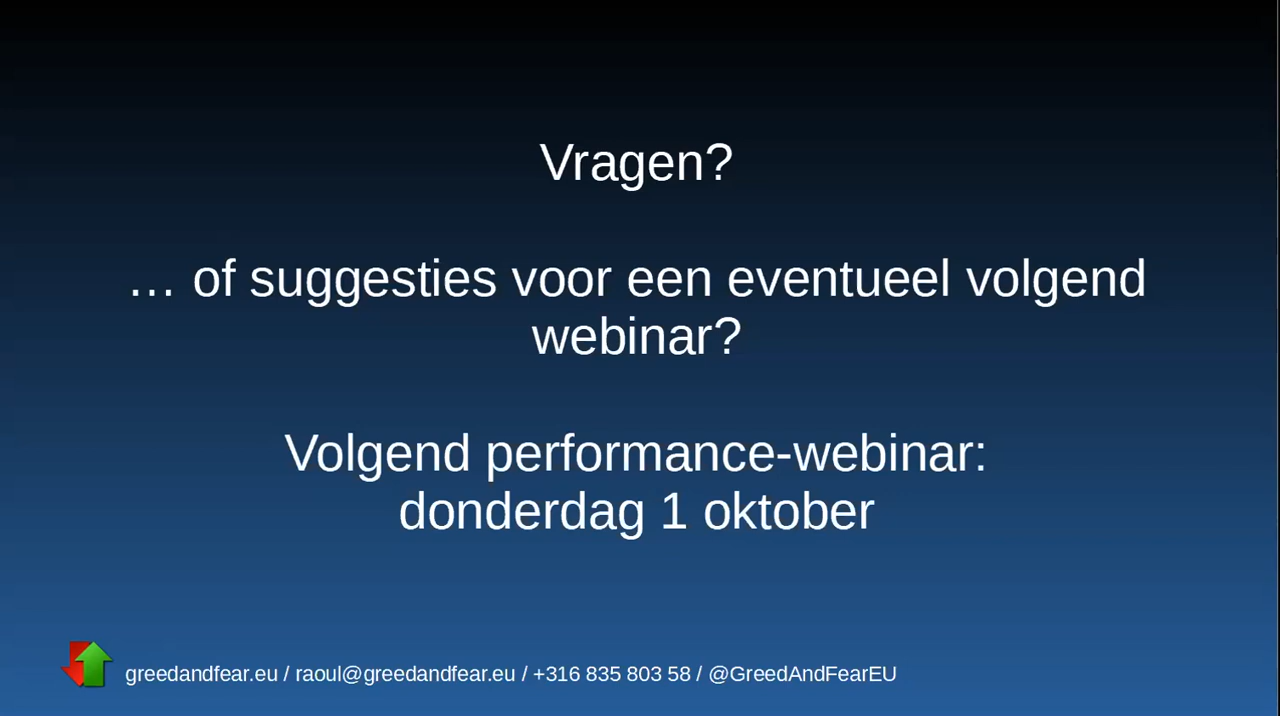 Vragen?
… of suggesties voor een eventueel volgend
webinar?
Volgend performance-webinar:
donderdag 1 oktober
greedandfear.eu / raoul@greedandfear.eu / +316 835 803 58 / @GreedAndFearEU